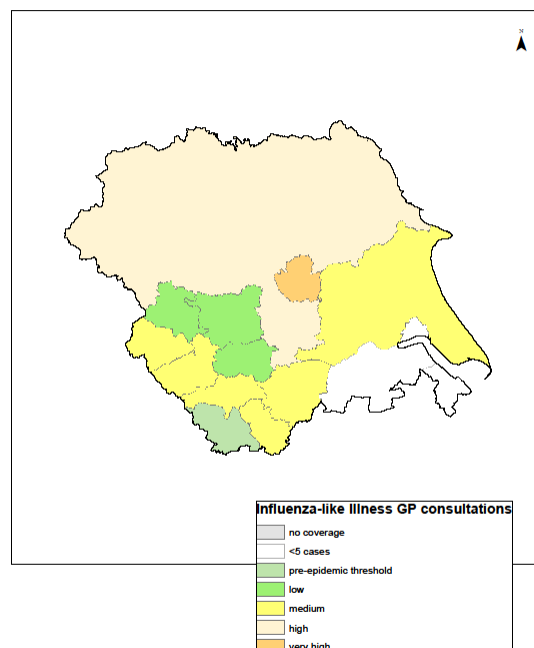 N
Influenza-like Illness GP consultations
no coverage
<5 cases
pre-epidemic threshold
low
medium
high
very high